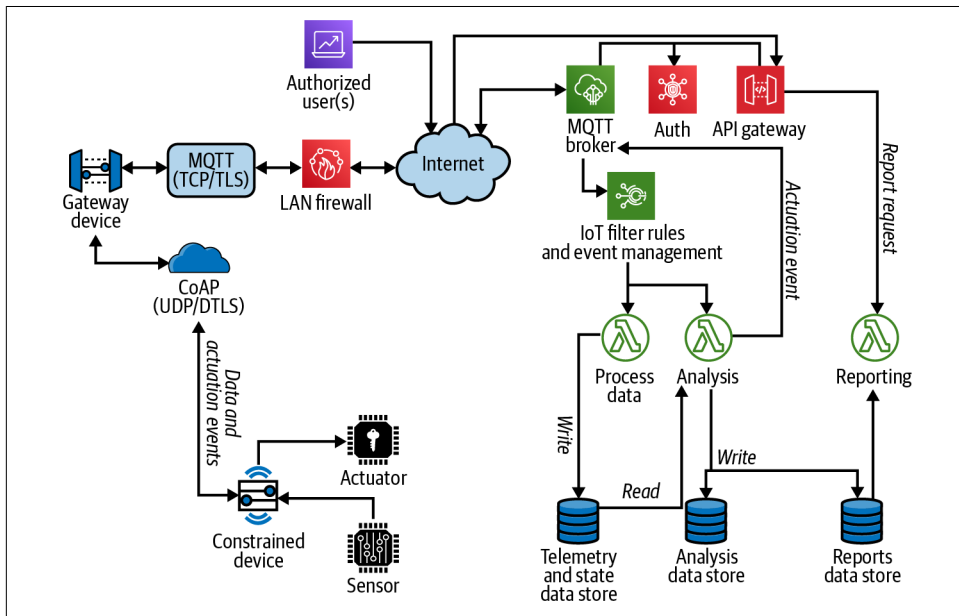 Authorized
user(s)
MQTT
broker
Auth
API gateway
Internet
MQTT
(TCP/TLS)
LAN firewall
Gateway
device
IoT filter rules
and event management
Actuation event
Report request
CoAP
(UDP/DTLS)
Data and
actuation events
Process
data
Analysis
Reporting
Write
Read
Write
Actuator
Constrained
device
Sensor
Telemetry
and state
data store
Analysis
data store
Reports
data store